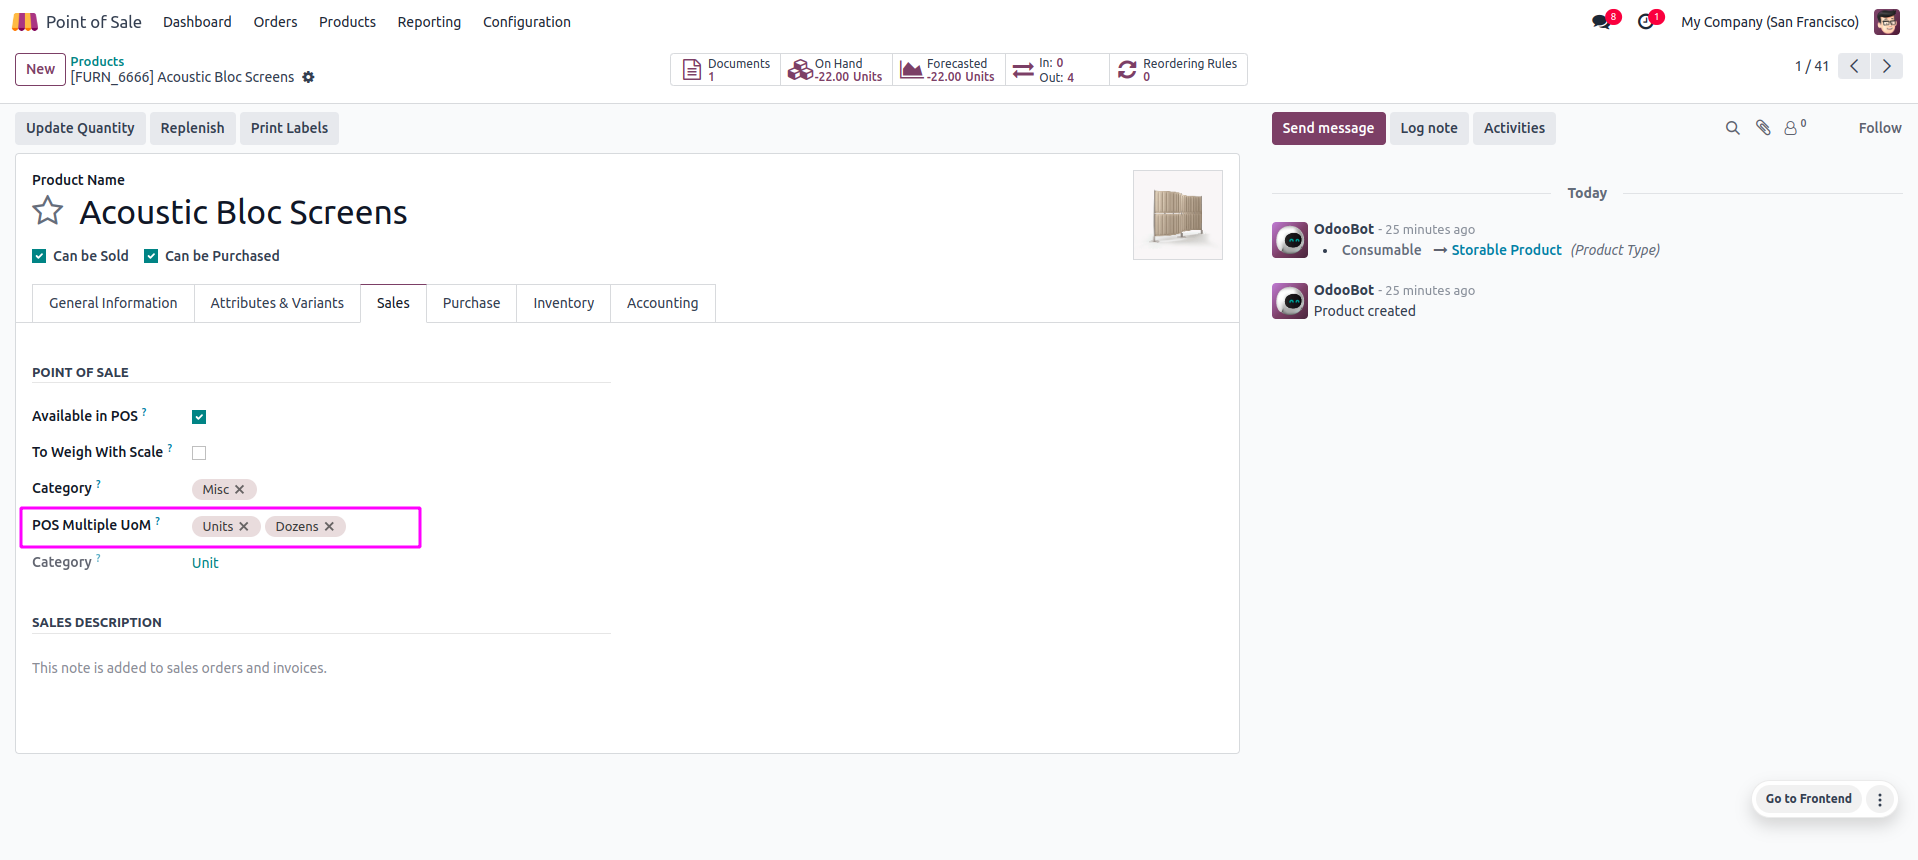 Point of Sale Dashboard Orders Products Reporting Configuration 8 1 My Company (San Francisco)
New Products
[FURN_6666] Acoustic Bloc Screens
Documents
1
On Hand
-22.00 Units
Forecasted
-22.00 Units
In: 0
Out: 4
Reordering Rules
0
1 / 41
Update Quantity Replenish Print Labels
Send message Log note Activities 0 Follow
Product Name
Acoustic Bloc Screens
Can be Sold Can be Purchased
General Information Attributes & Variants Sales Purchase Inventory Accounting
POINT OF SALE
Available in POS ?
To Weigh With Scale ?
Category ? Misc ×
POS Multiple UoM ? Units × Dozens ×
Category ? Unit
SALES DESCRIPTION
This note is added to sales orders and invoices.
Today
OdooBot - 25 minutes ago
• Consumable → Storable Product (Product Type)
OdooBot - 25 minutes ago
Product created
Go to Frontend